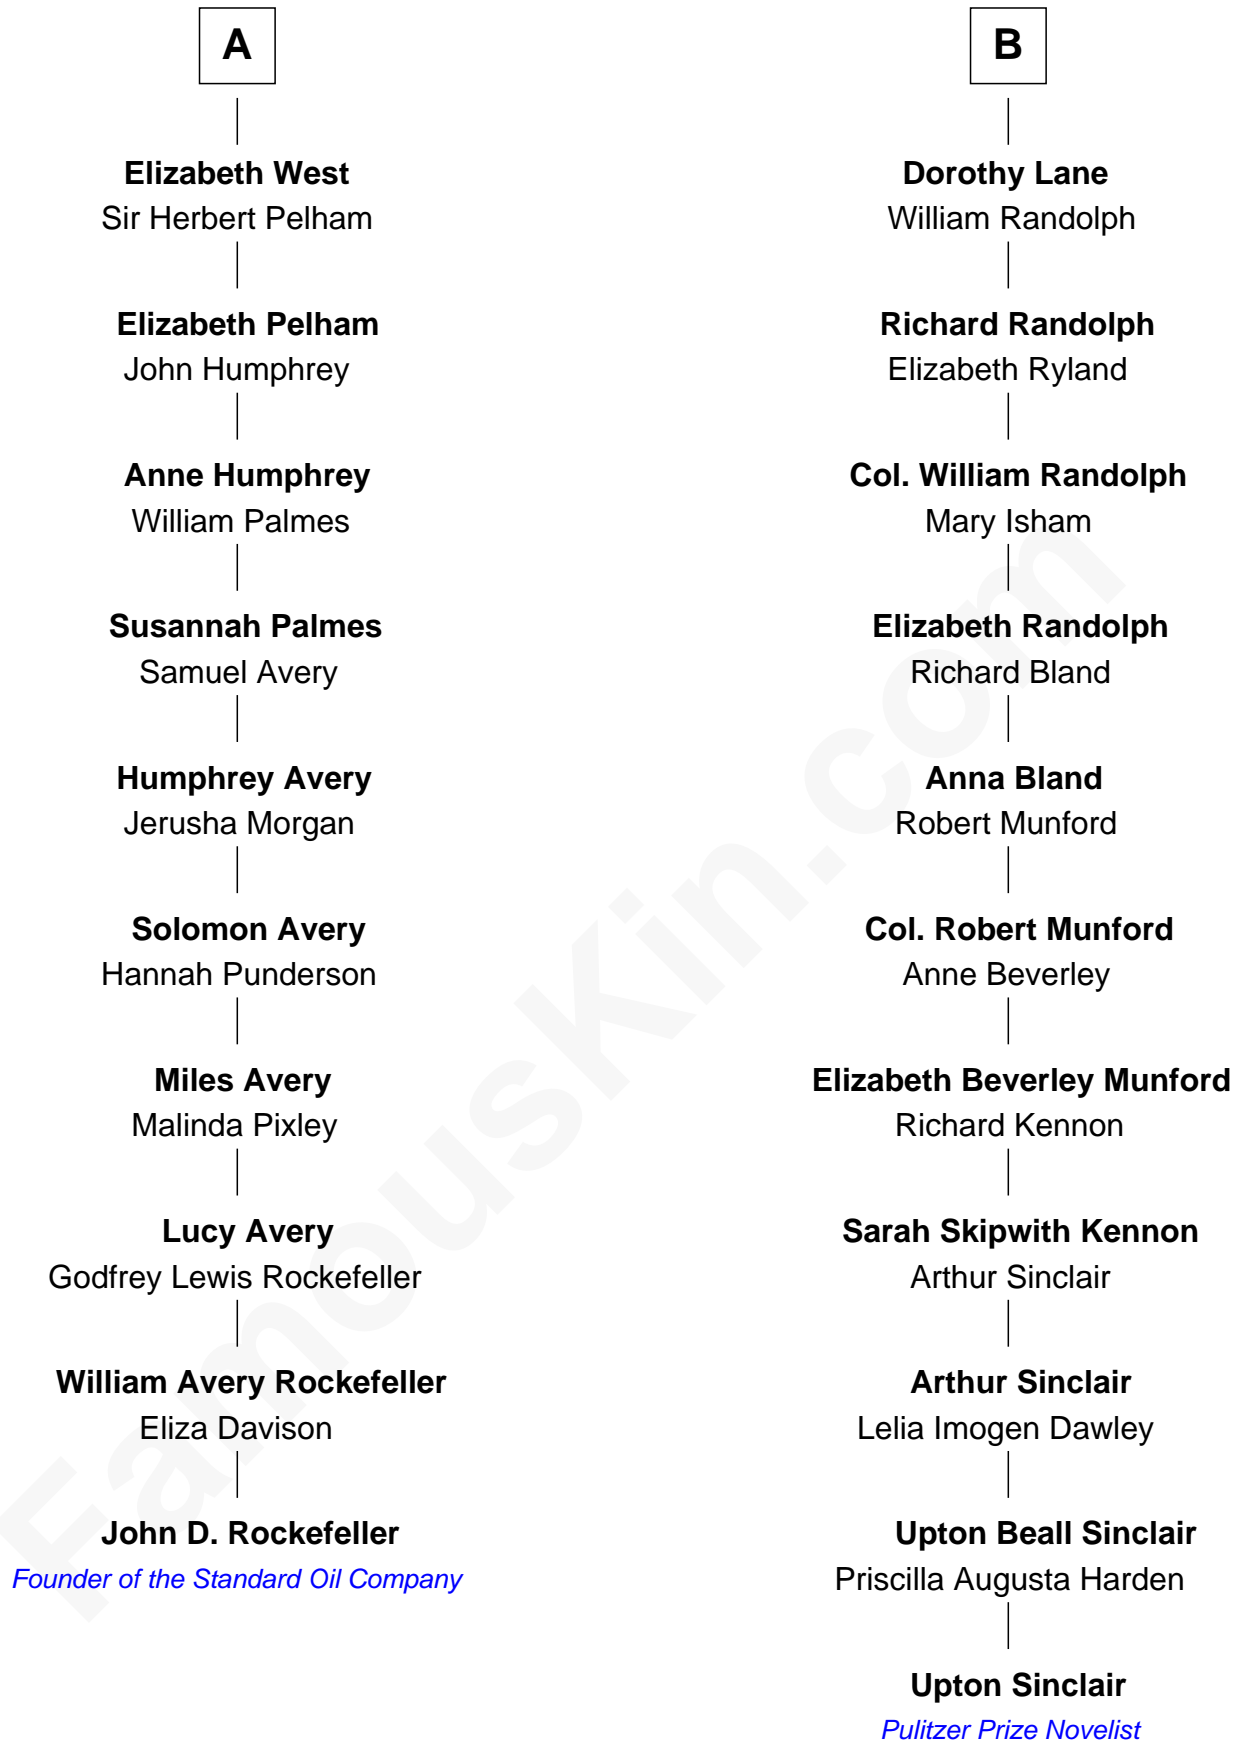 A
Elizabeth West
Sir Herbert Pelham
Elizabeth Pelham
John Humphrey
Anne Humphrey
William Palmes
Susannah Palmes
Samuel Avery
Humphrey Avery
Jerusha Morgan
Solomon Avery
Hannah Punderson
Miles Avery
Malinda Pixley
Lucy Avery
Godfrey Lewis Rockefeller
William Avery Rockefeller
Eliza Davison
John D. Rockefeller
Founder of the Standard Oil Company
B
Dorothy Lane
William Randolph
Richard Randolph
Elizabeth Ryland
Col. William Randolph
Mary Isham
Elizabeth Randolph
Richard Bland
Anna Bland
Robert Munford
Col. Robert Munford
Anne Beverley
Elizabeth Beverley Munford
Richard Kennon
Sarah Skipwith Kennon
Arthur Sinclair
Arthur Sinclair
Lelia Imogen Dawley
Upton Beall Sinclair
Priscilla Augusta Harden
Upton Sinclair
Pulitzer Prize Novelist
FamousKin.com